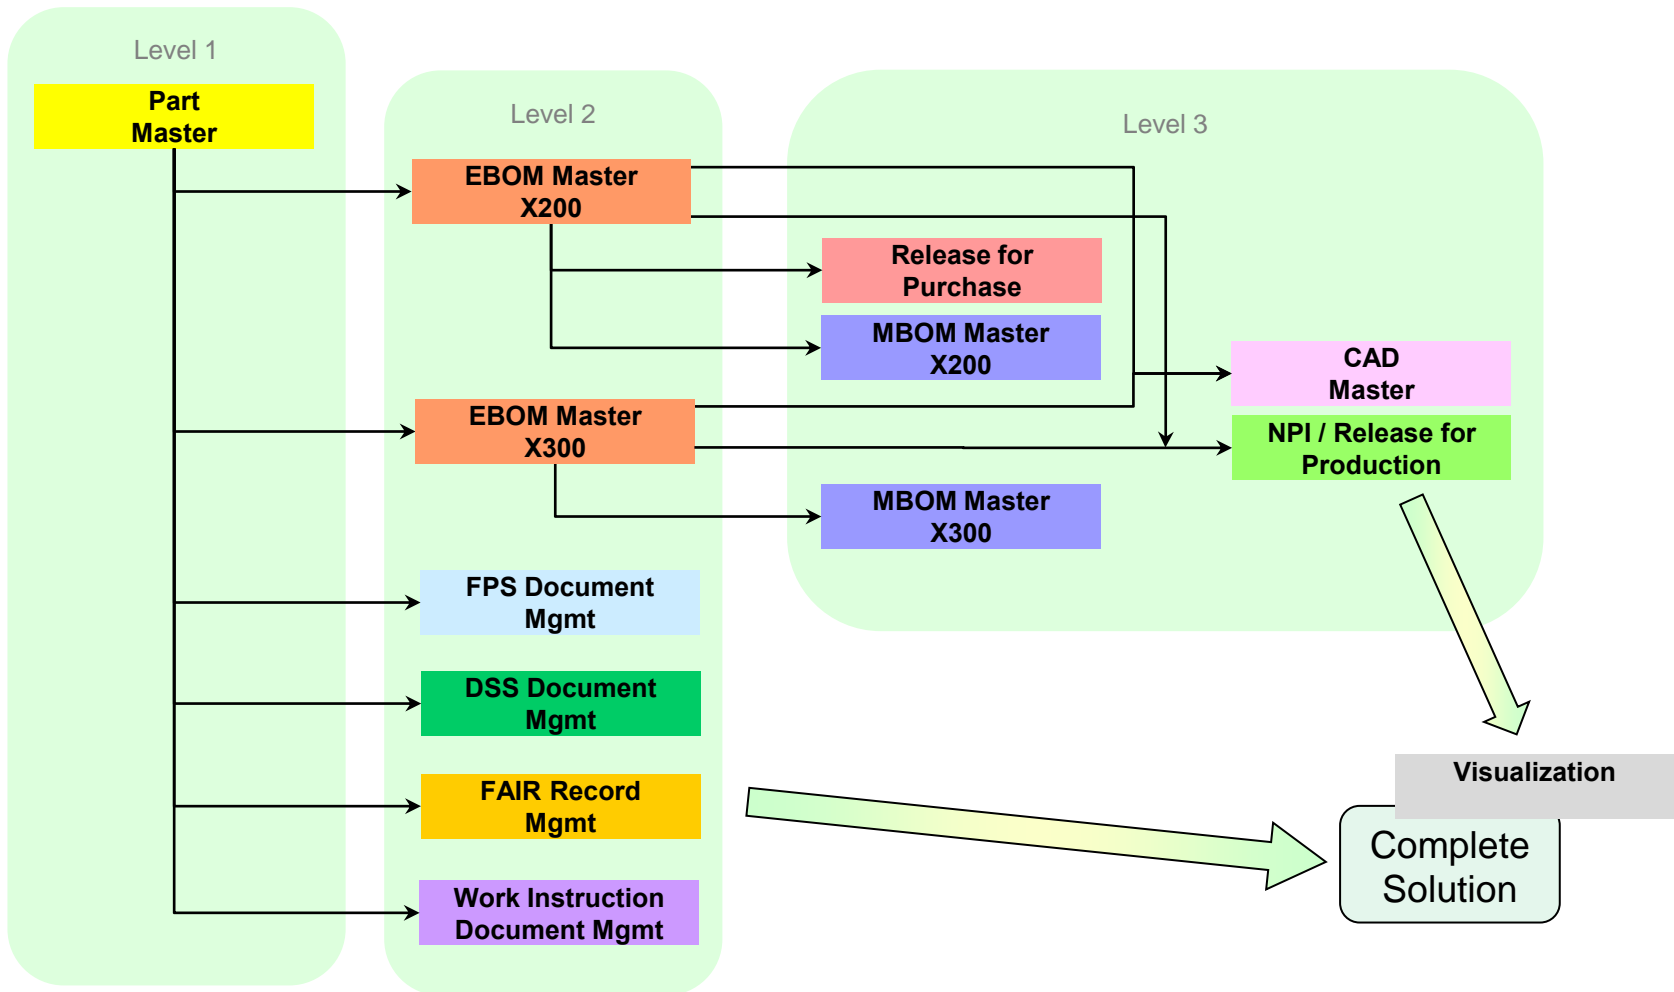 Level 1
Part
Master
Level 2
EBOM Master
X200
EBOM Master
X300
FPS Document
Mgmt
DSS Document
Mgmt
FAIR Record
Mgmt
Work Instruction
Document Mgmt
Level 3
Release for
Purchase
MBOM Master
X200
MBOM Master
X300
CAD
Master
NPI / Release for
Production
Visualization
Complete
Solution